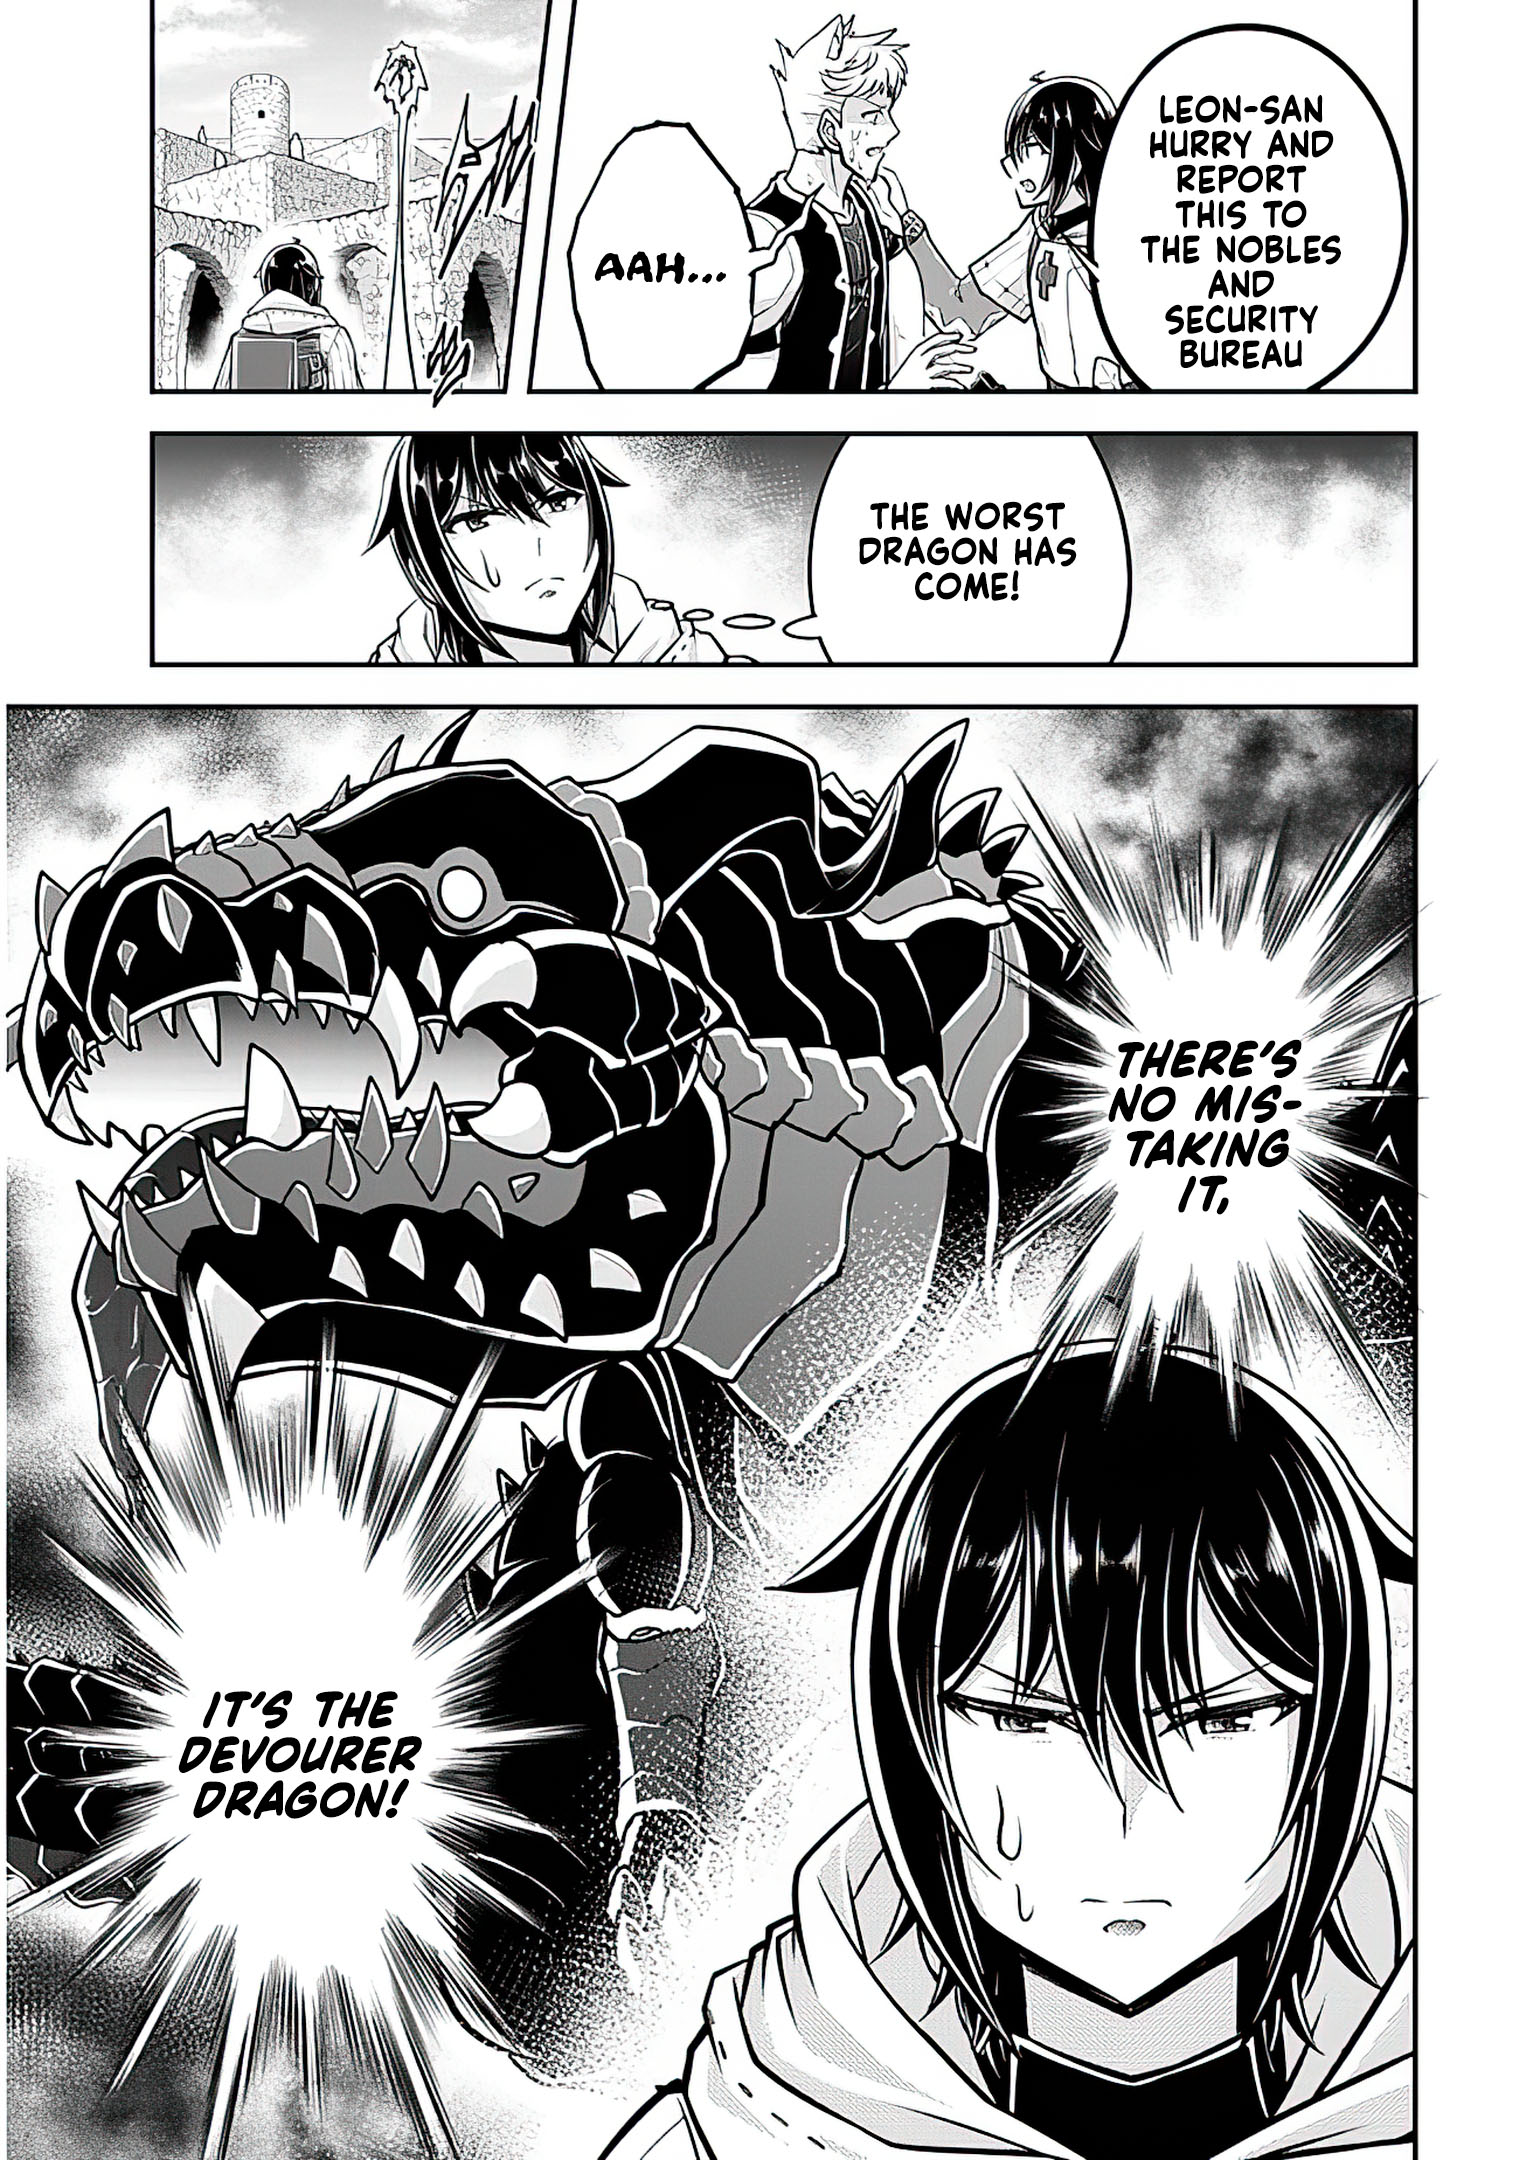 LEON-SAN
HURRY AND
REPORT
THIS TO
THE NOBLES
AND
SECURITY
BUREAU
AAH...
THE WORST
DRAGON HAS
COME!
THERE'S
NO MIS-
TAKING
IT,
IT'S THE
DEVOURER
DRAGON!